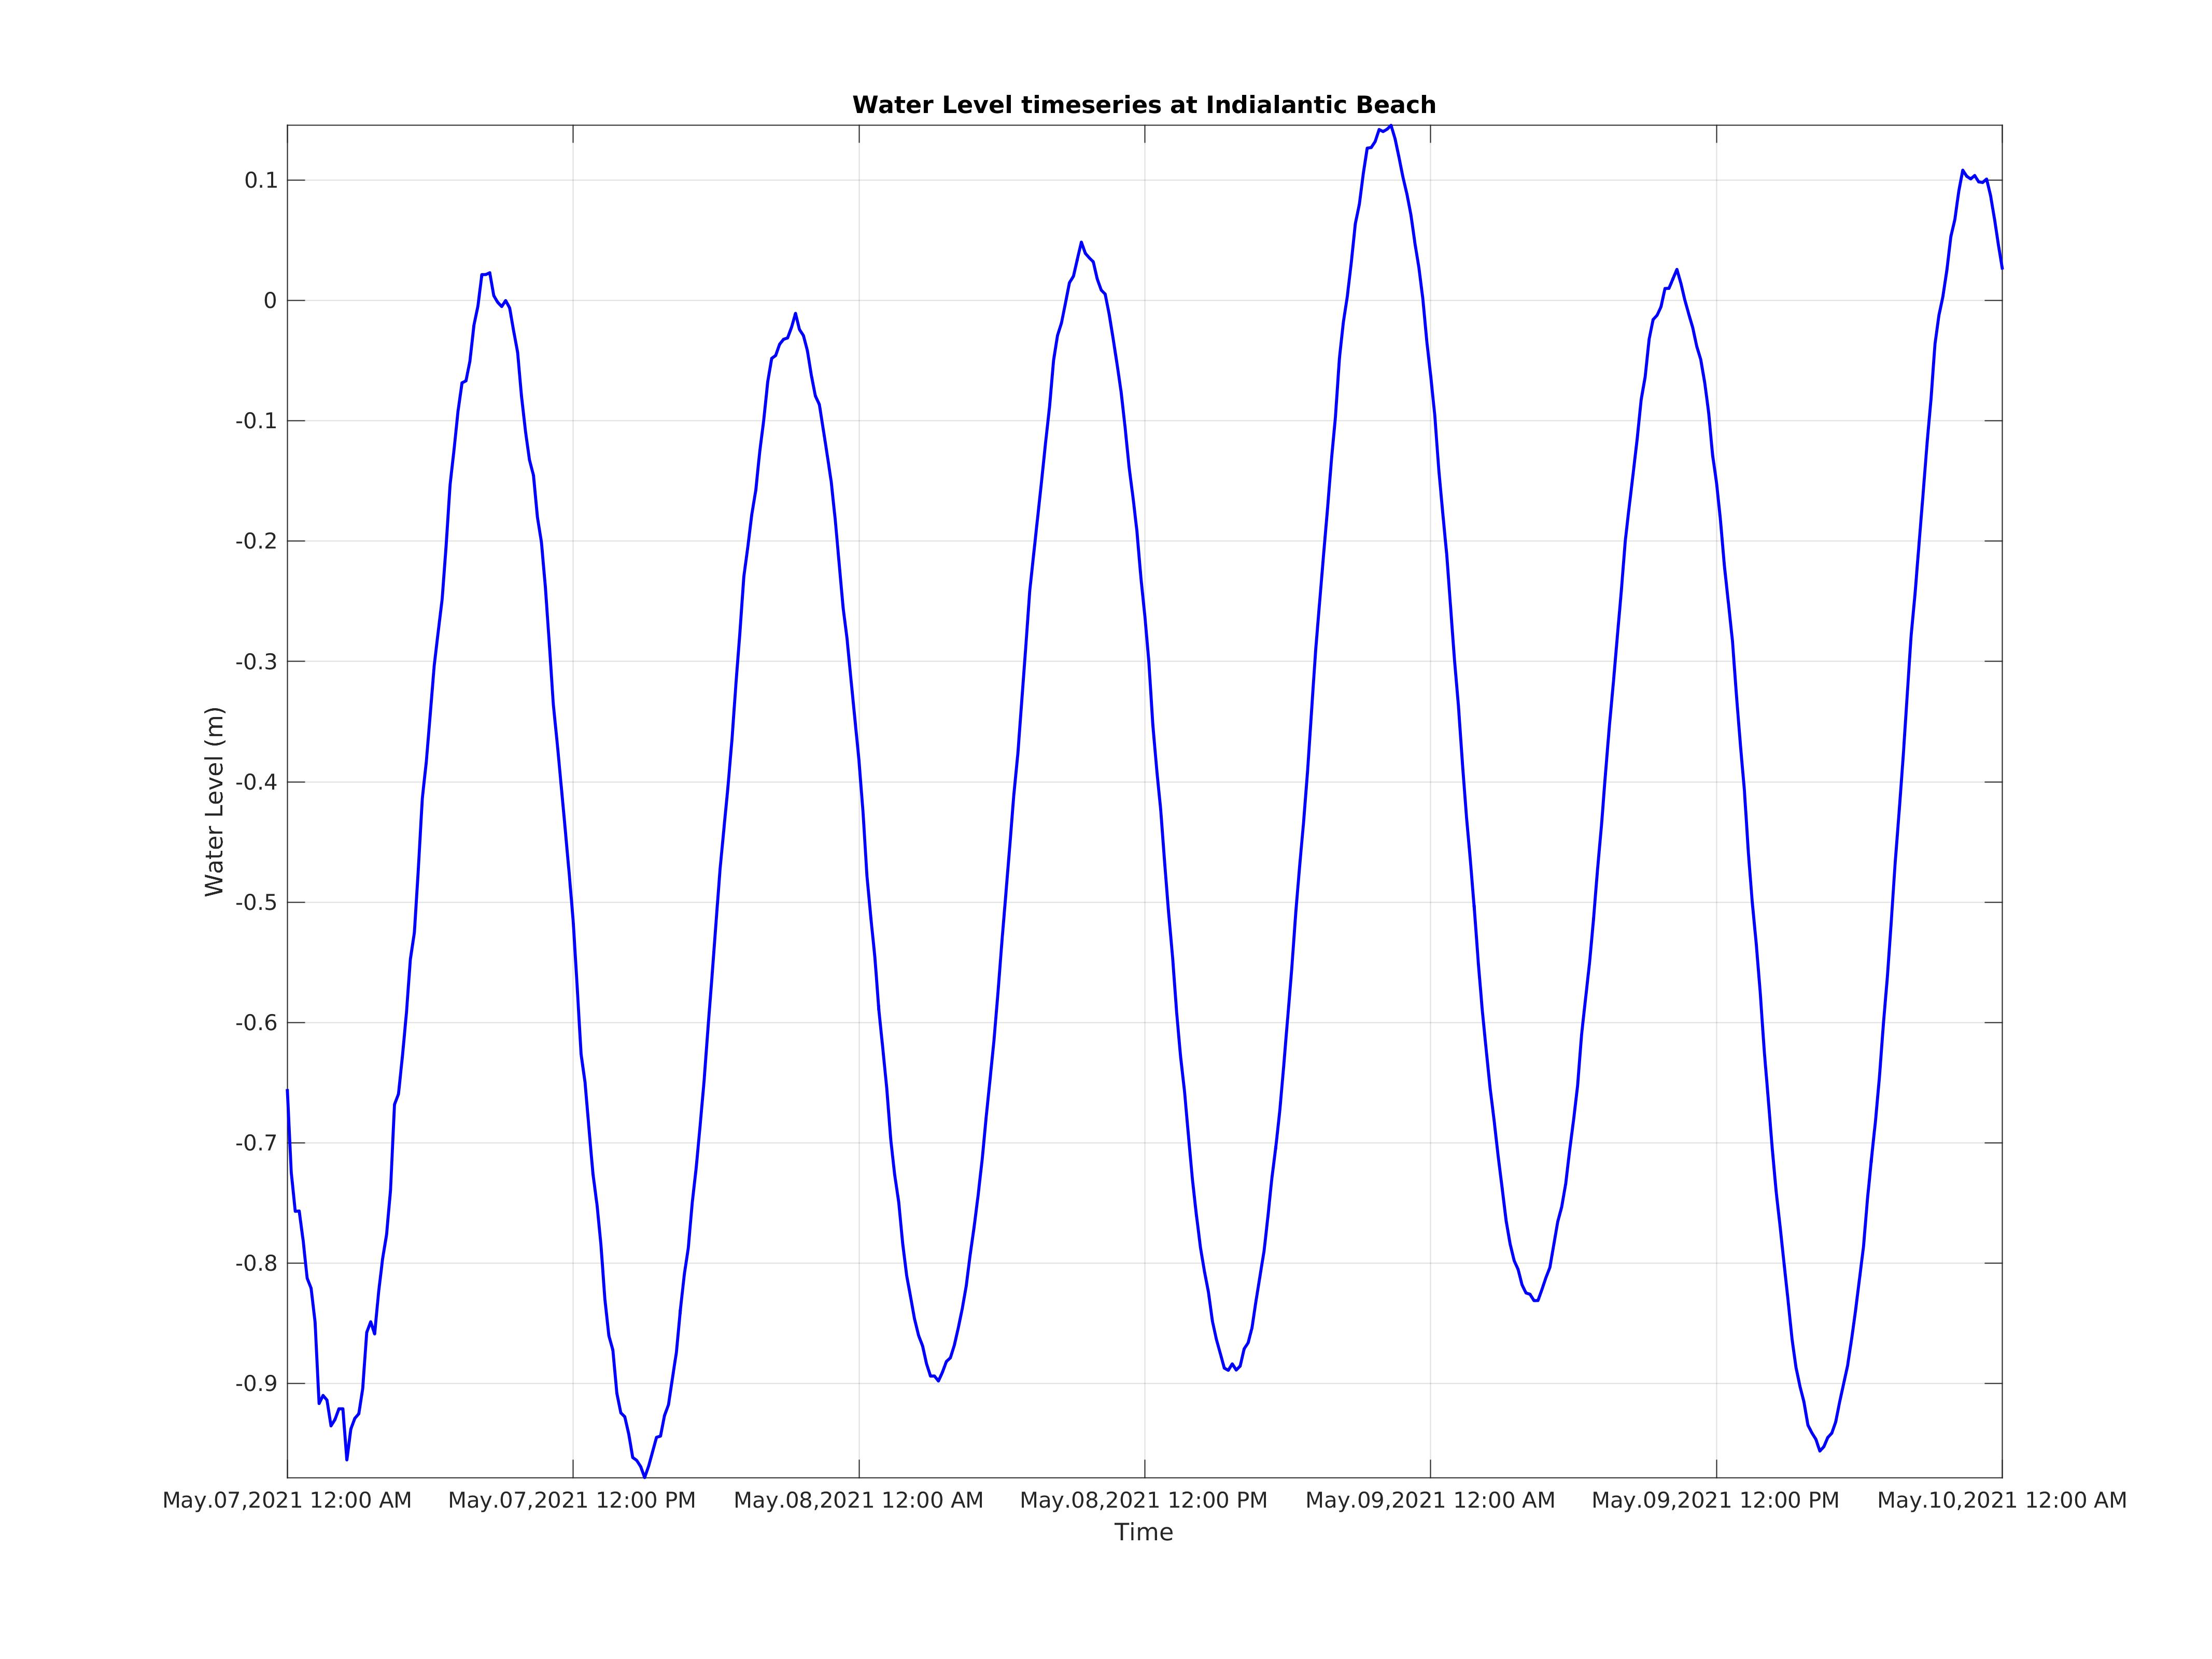 Water Level timeseries at Indialantic Beach
0.1
0
-0.1
-0.2
-0.3
-0.4
-0.5
-0.6
-0.7
-0.8
-0.9
Water Level (m)
May.07,2021 12:00 AM May.07,2021 12:00 PM May.08,2021 12:00 AM May.08,2021 12:00 PM May.09,2021 12:00 AM May.09,2021 12:00 PM May.10,2021 12:00 AM
Time